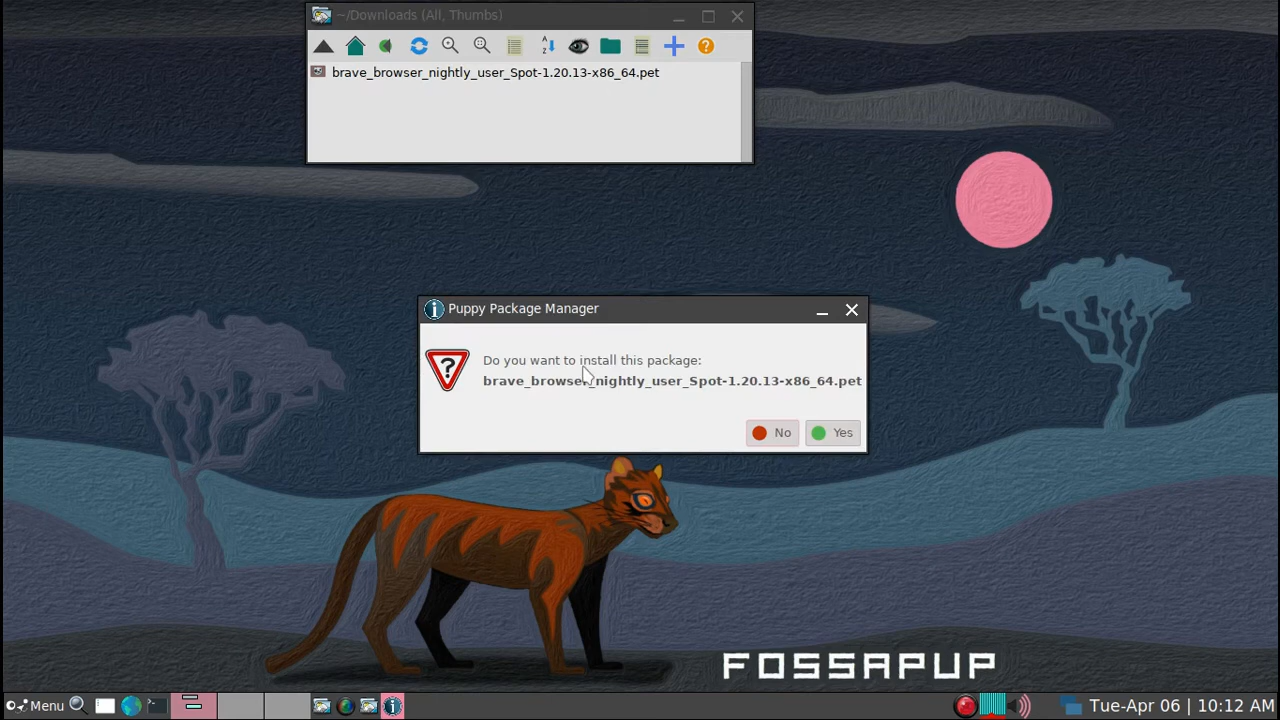 ~/Downloads (All, Thumbs)
brave_browser_nightly_user_Spot-1.20.13-x86_64.pet
Puppy Package Manager
Do you want to install this package:
brave_browser_nightly_user_Spot-1.20.13-x86_64.pet
No
Yes
FOSSAPUP
Menu
Tue-Apr 06 | 10:12 AM